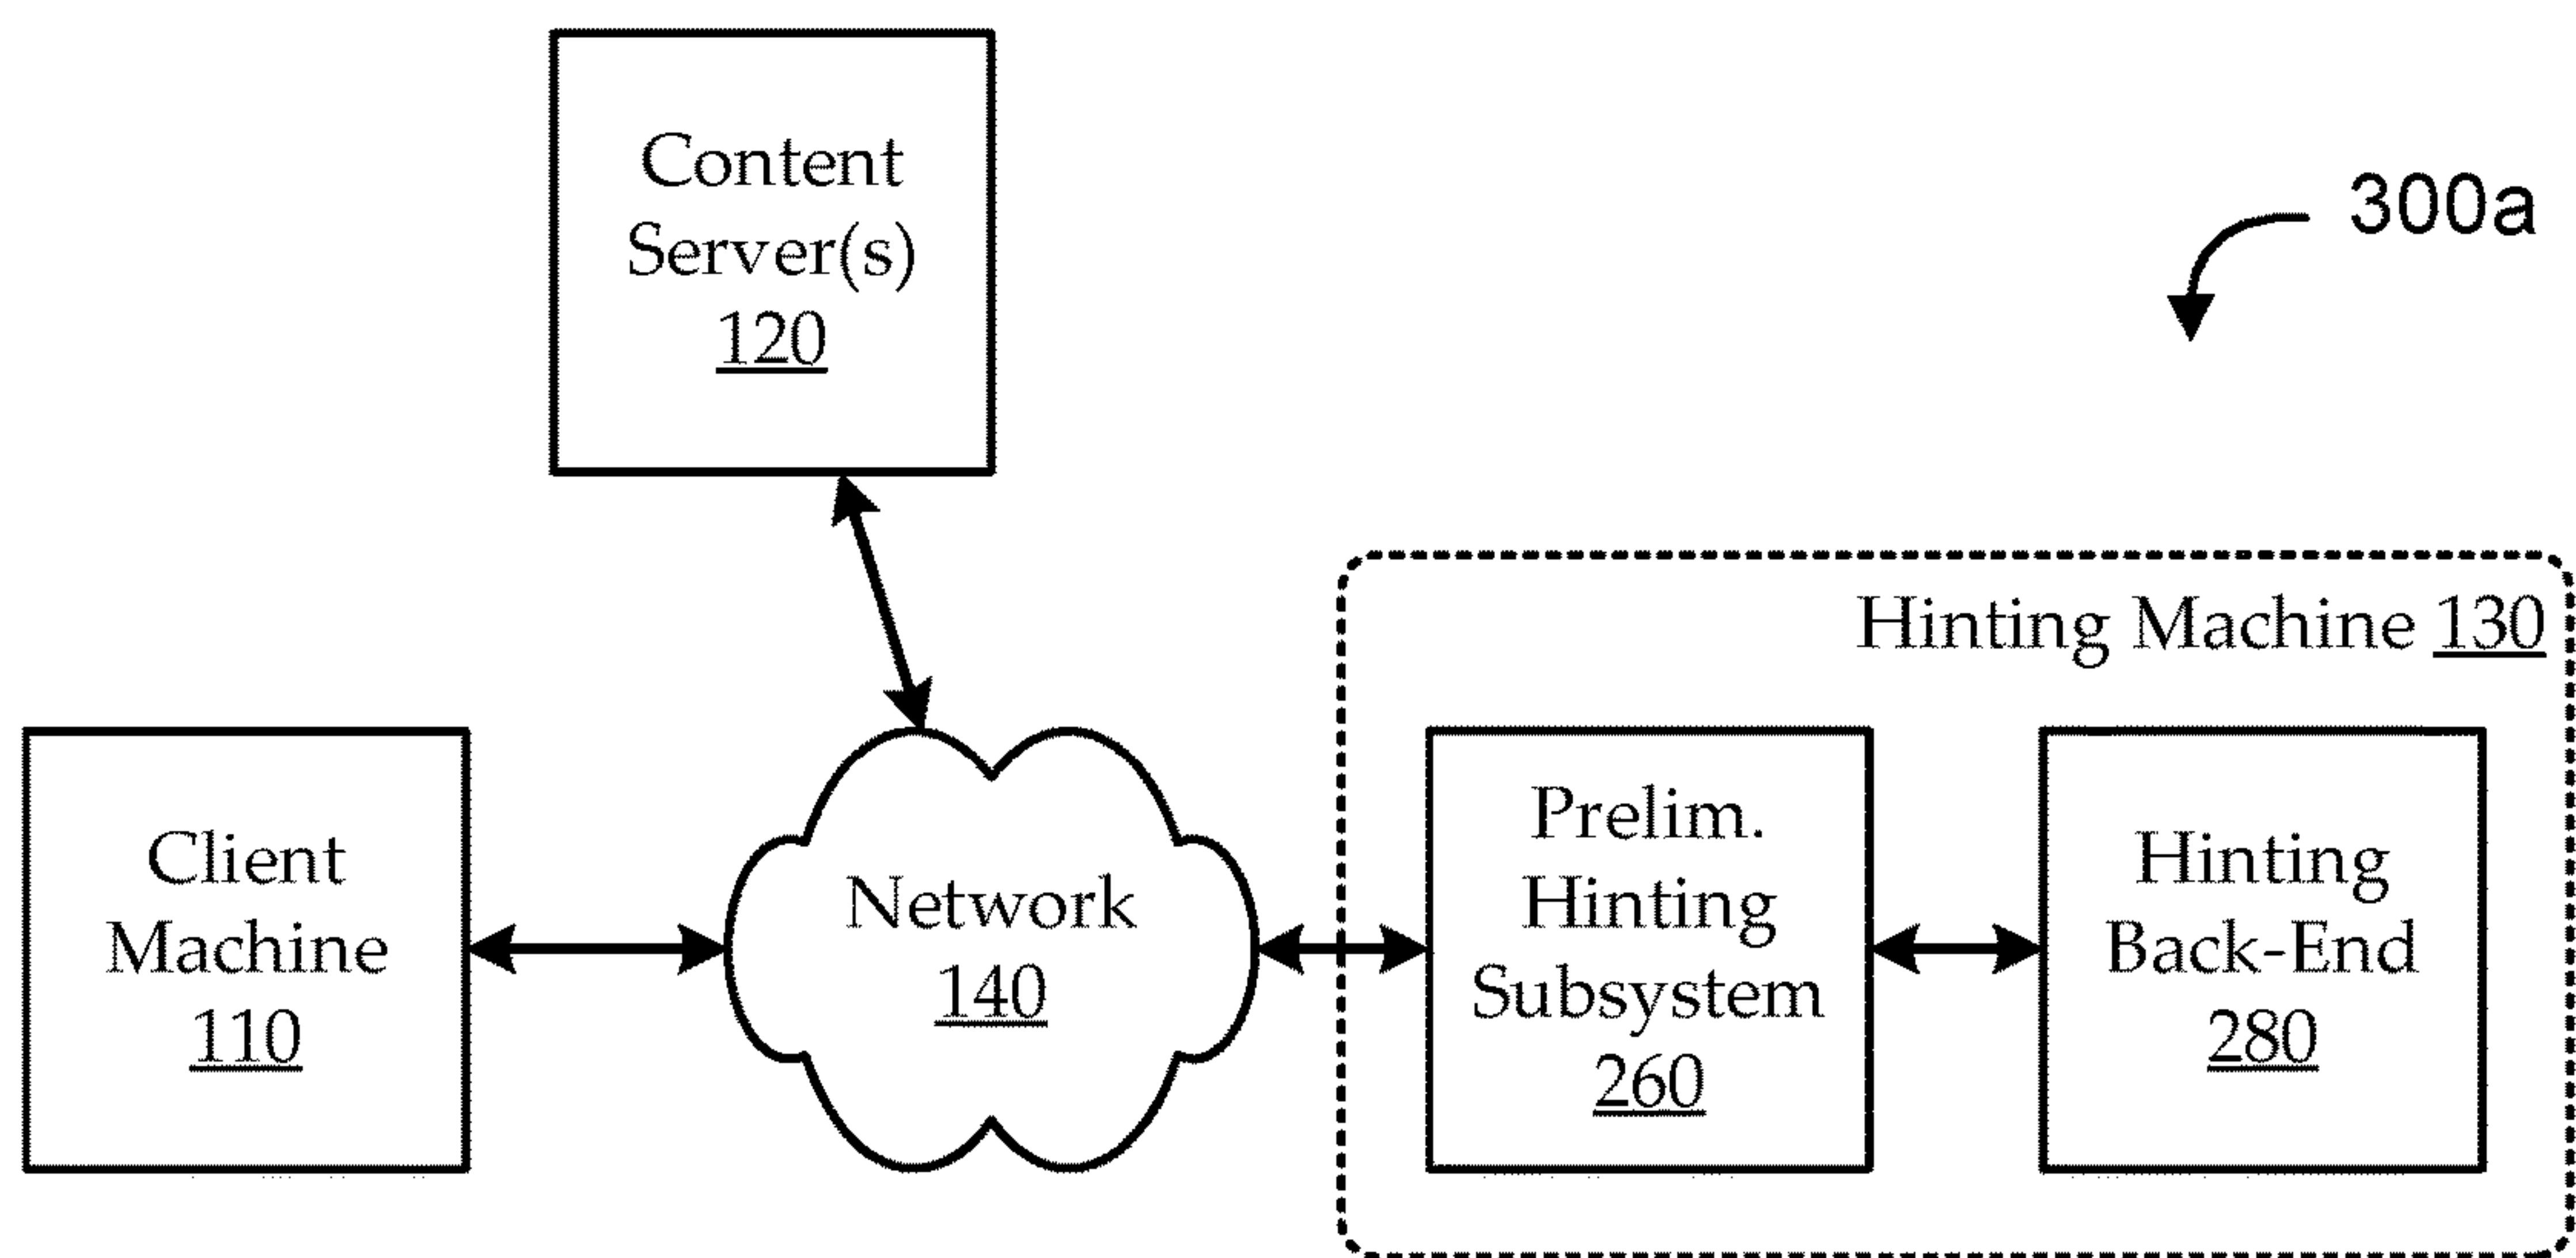 Content
Server(s)
120
300a
Hinting Machine 130
Client
Machine
110
Network
140
Prelim.
Hinting
Subsystem
260
Hinting
Back-End
280